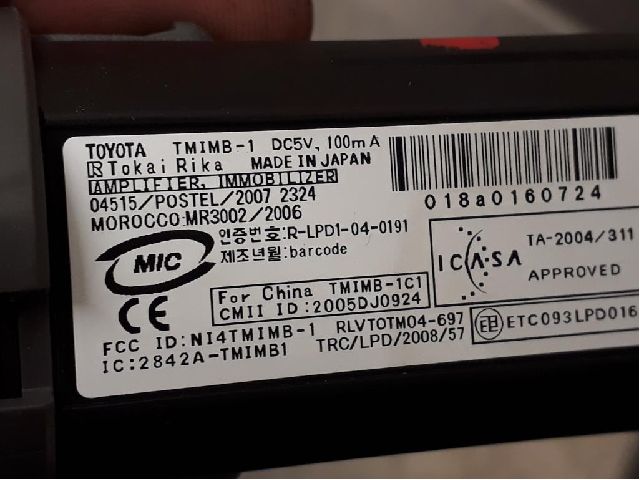 TOYOTA TMIMB-1 DC5V, 100mA
Tokai Rika MADE IN JAPAN
AMPLIFIER, IMMOBILIZER
04515/POSTEL/2007 2324
MOROCCO:MR3002/2006
018a0160724
인증번호:R-LPD1-04-0191
제조년월:barcode
MIC
CE
For China TMIMB-1C1
CMII ID:2005DJ0924
ICASA
TA-2004/311
APPROVED
FCC ID:NI4TMIMB-1 RLVTOTM04-697
IC:2842A-TMIMB1 TRC/LPD/2008/57
ETC093LPD016